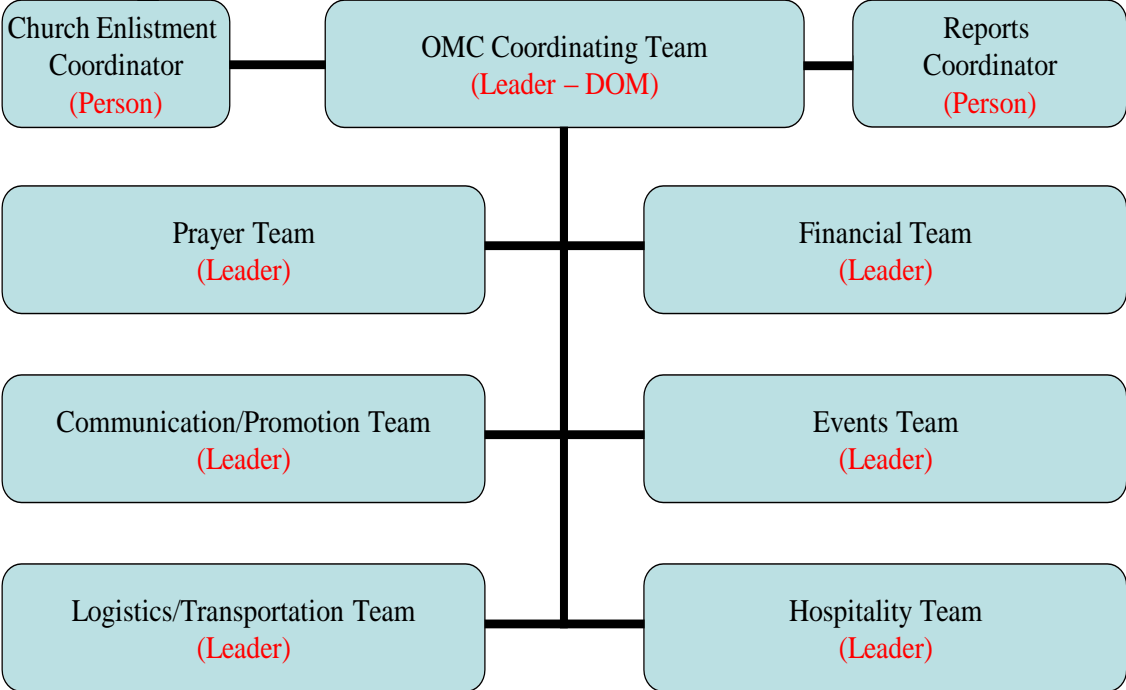 Church Enlistment
Coordinator
(Person)
OMC Coordinating Team
(Leader – DOM)
Reports
Coordinator
(Person)
Prayer Team
(Leader)
Financial Team
(Leader)
Communication/Promotion Team
(Leader)
Events Team
(Leader)
Logistics/Transportation Team
(Leader)
Hospitality Team
(Leader)